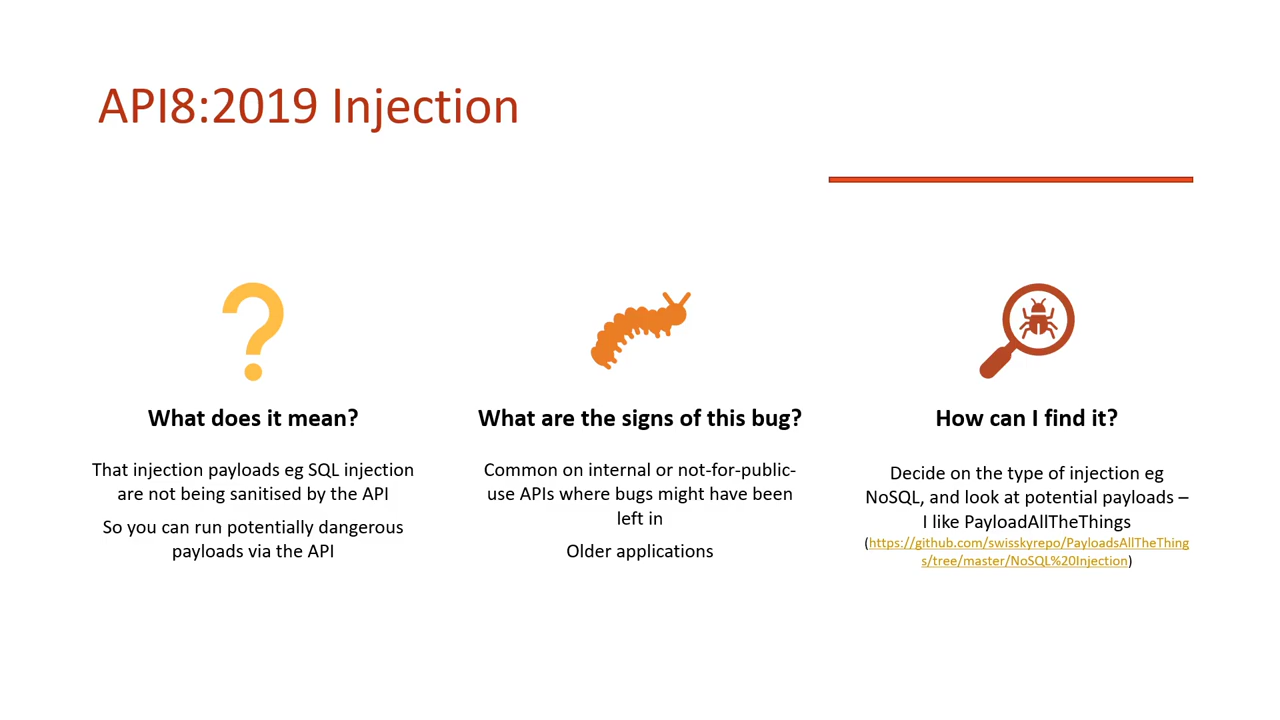 API8:2019 Injection
What does it mean?
That injection payloads eg SQL injection
are not being sanitised by the API
So you can run potentially dangerous
payloads via the API
What are the signs of this bug?
Common on internal or not-for-public-
use APIs where bugs might have been
left in
Older applications
How can I find it?
Decide on the type of injection eg
NoSQL, and look at potential payloads –
I like PayloadAllTheThings
(https://github.com/swisskyrepo/PayloadsAllTheThing
s/tree/master/NoSQL%20Injection)